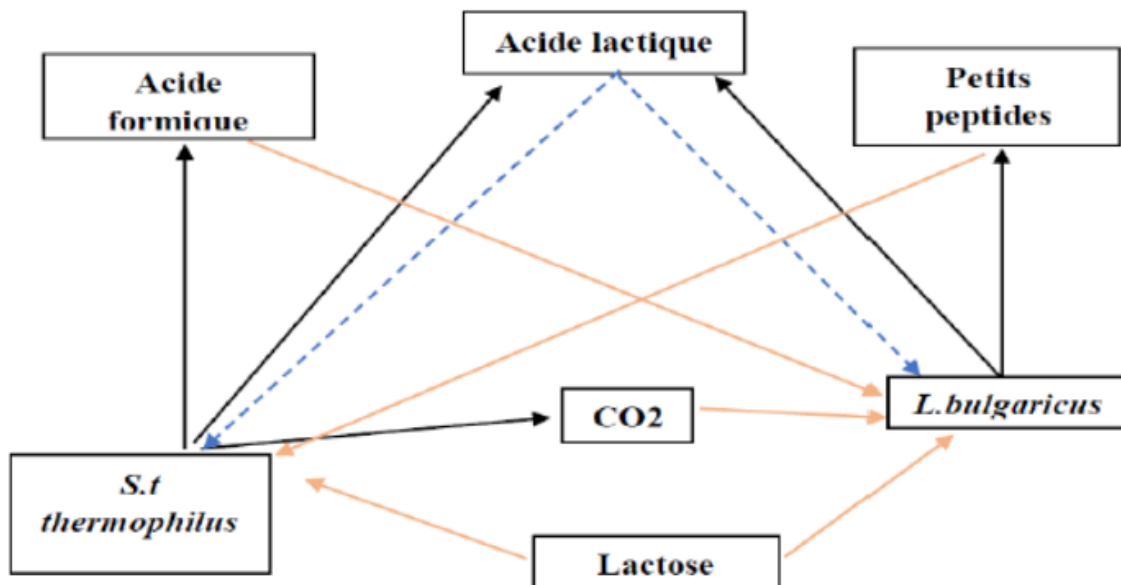 Acide lactique
Acide
formique
Petits
peptides
CO2
L.bulgaricus
S.t
thermophilus
Lactose